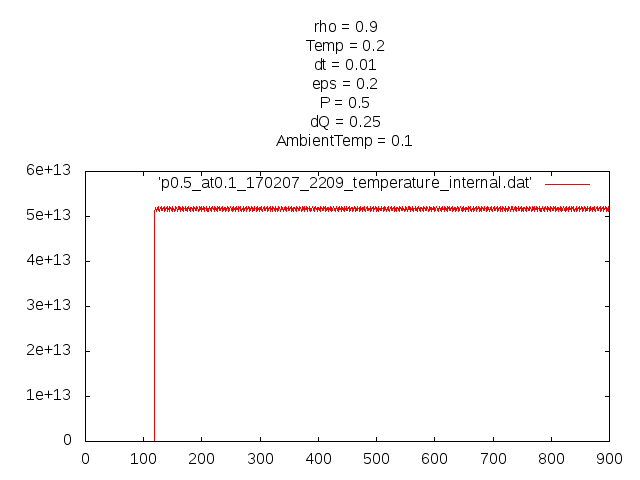 rho = 0.9
Temp = 0.2
dt = 0.01
eps = 0.2
P = 0.5
dQ = 0.25
AmbientTemp = 0.1
6e+13
'p0.5_at0.1_170207_2209_temperature_internal.dat'
5e+13
4e+13
3e+13
2e+13
1e+13
0
0 100 200 300 400 500 600 700 800 900